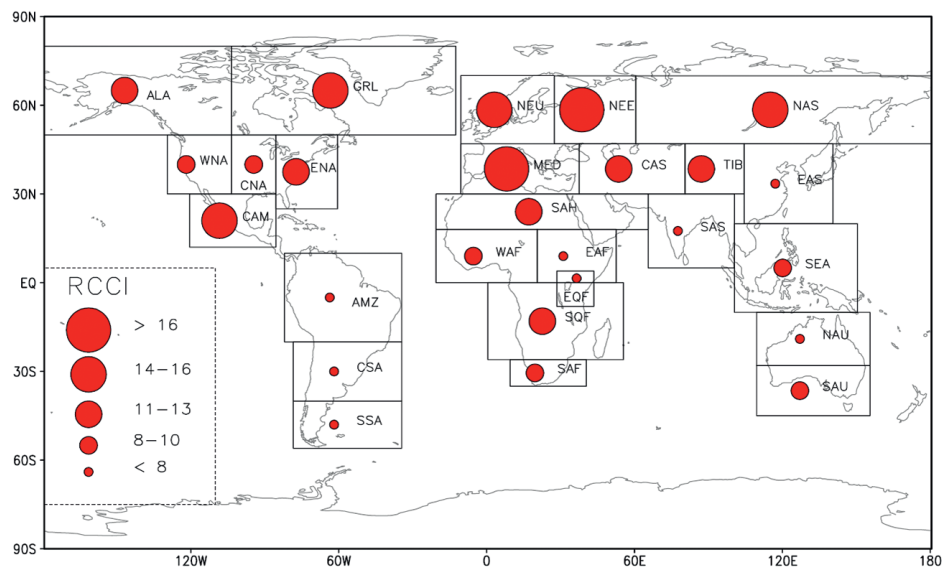 90N
60N
30N
EQ
30S
60S
90S
120W 60W 0 60E 120E 180
ALA
GRL
NEU
NEE
NAS
WNA
CNA
ENA
MED
CAS
TIB
EAS
CAM
SAH
SAS
WAF
EAF
SEA
EQF
AMZ
SQF
NAU
CSA
SAF
SAU
SSA
RCCI
> 16
14-16
11-13
8-10
< 8